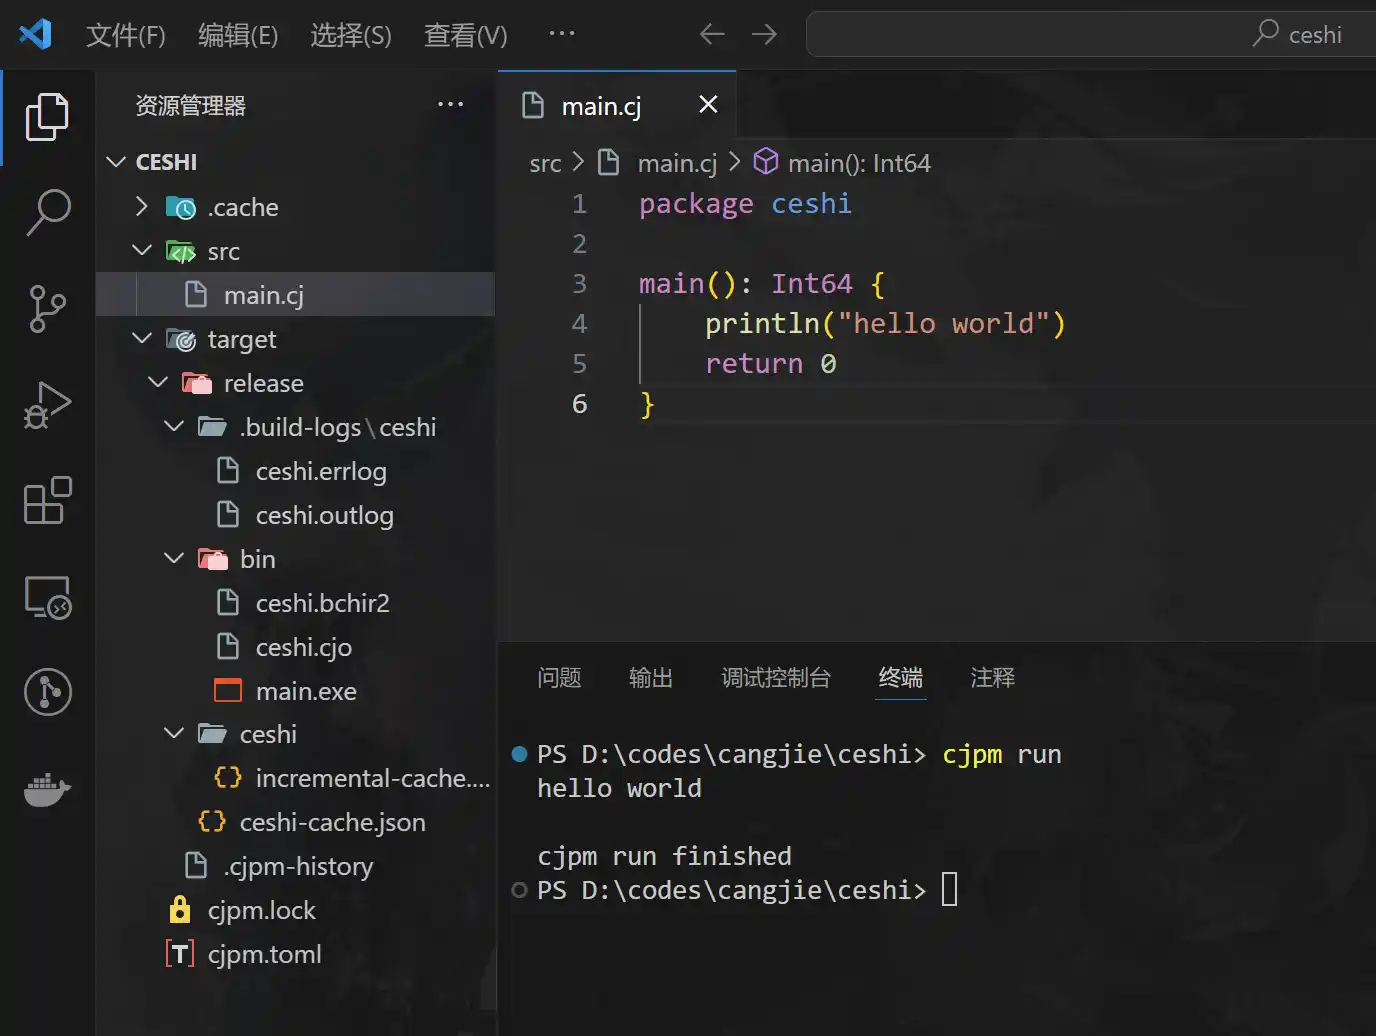 文件(F) 编辑(E) 选择(S) 查看(V) ··· ceshi
资源管理器 ···
CESHI
.cache
src
main.cj
target
release
.build-logs\ceshi
ceshi.errlog
ceshi.outlog
bin
ceshi.bchir2
ceshi.cjo
main.exe
ceshi
incremental-cache....
ceshi-cache.json
.cjpm-history
cjpm.lock
cjpm.toml
main.cj
src > main.cj > main(): Int64
1 package ceshi
2
3 main(): Int64 {
4     println("hello world")
5     return 0
6 }
问题 输出 调试控制台 终端 注释
PS D:\codes\cangjie\ceshi> cjpm run
hello world
cjpm run finished
PS D:\codes\cangjie\ceshi>